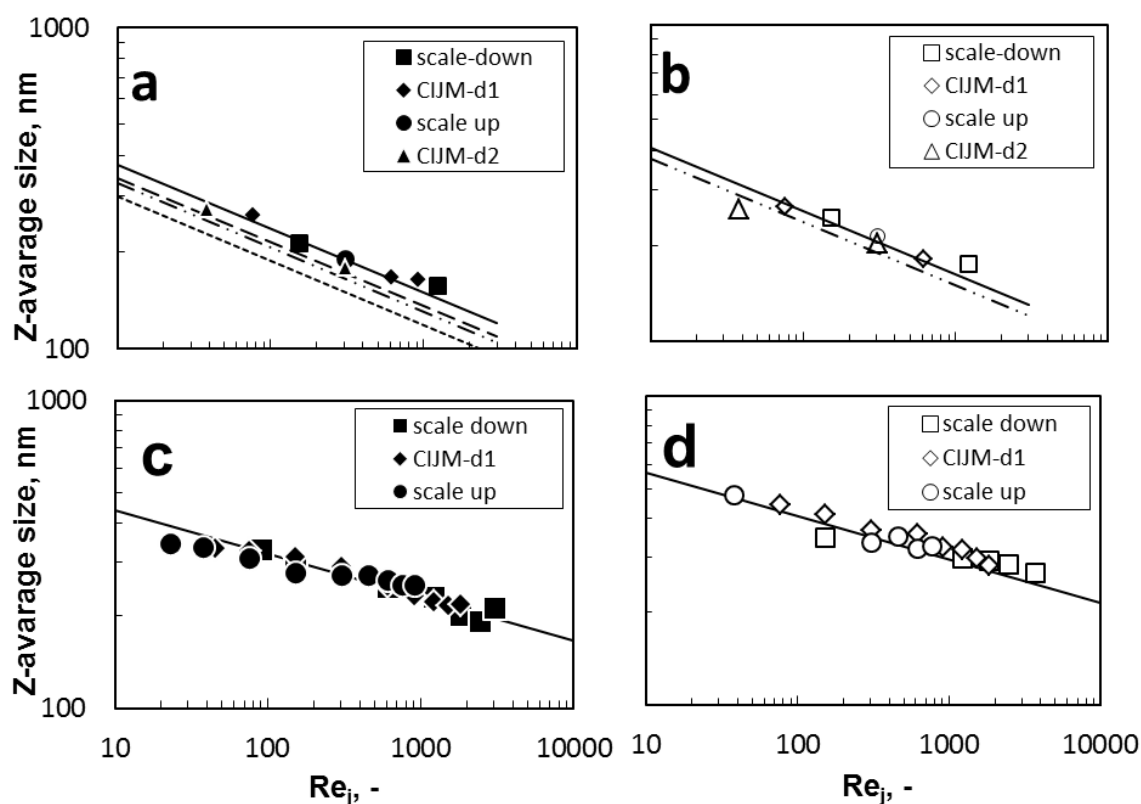 1000
a
scale-down
CIJM-d1
scale up
CIJM-d2
Z-avarage size, nm
100
b
scale-down
CIJM-d1
scale up
CIJM-d2
1000
c
scale down
CIJM-d1
scale up
Z-avarage size, nm
100
10 100 1000 10000
Rej, -
d
scale down
CIJM-d1
scale up
10 100 1000 10000
Rej, -